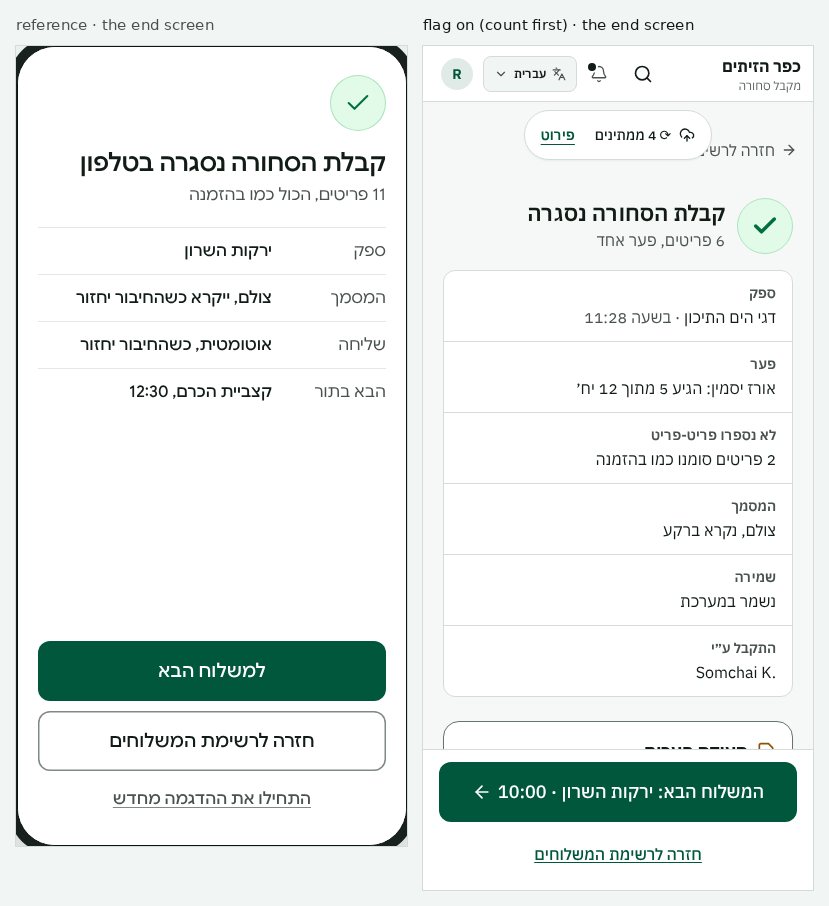 reference · the end screen
קבלת הסחורה נסגרה בטלפון
11 פריטים, הכול כמו בהזמנה
ספק ירקות השרון
המסמך צולם, ייקרא כשהחיבור יחזור
שליחה אוטומטית, כשהחיבור יחזור
הבא בתור קצביית הכרם, 12:30
למשלוח הבא
חזרה לרשימת המשלוחים
התחילו את ההדגמה מחדש
flag on (count first) · the end screen
כפר הזיתים
מקבל סחורה
עברית
R
⟳ 4 ממתינים פירוט
→ חזרה
קבלת הסחורה נסגרה
6 פריטים, פער אחד
ספק
דגי הים התיכון · בשעה 11:28
פער
אורז יסמין: הגיע 5 מתוך 12 יח׳
לא נספרו פריט-פריט
2 פריטים סומנו כמו בהזמנה
המסמך
צולם, נקרא ברקע
שמירה
נשמר במערכת
התקבל ע״י
Somchai K.
המשלוח הבא: ירקות השרון · 10:00 ←
חזרה לרשימת המשלוחים